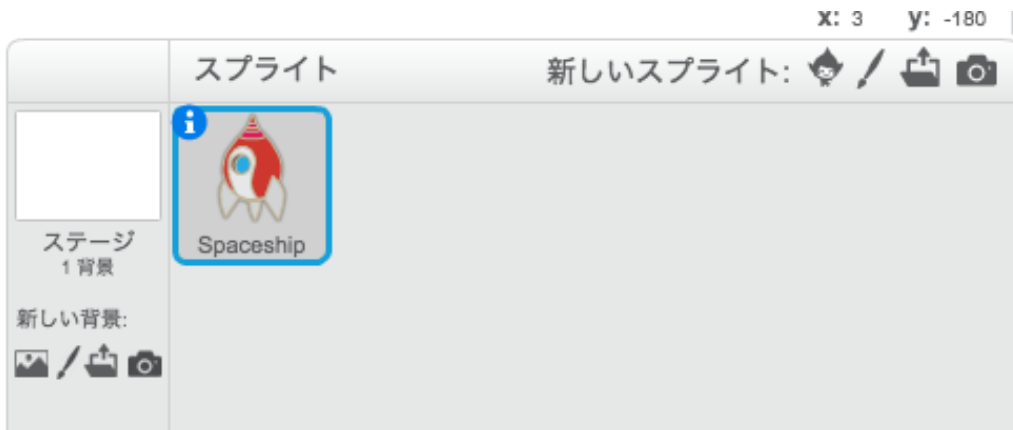 x: 3 y: -180
スプライト 新しいスプライト:
Spaceship
ステージ
1 背景
新しい背景: